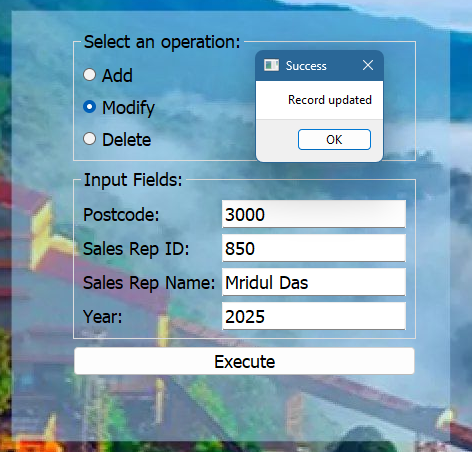 Select an operation:
Success
Add
Record updated
Modify
Delete
OK
Input Fields:
Postcode: 3000
Sales Rep ID: 850
Sales Rep Name: Mridul Das
Year: 2025
Execute